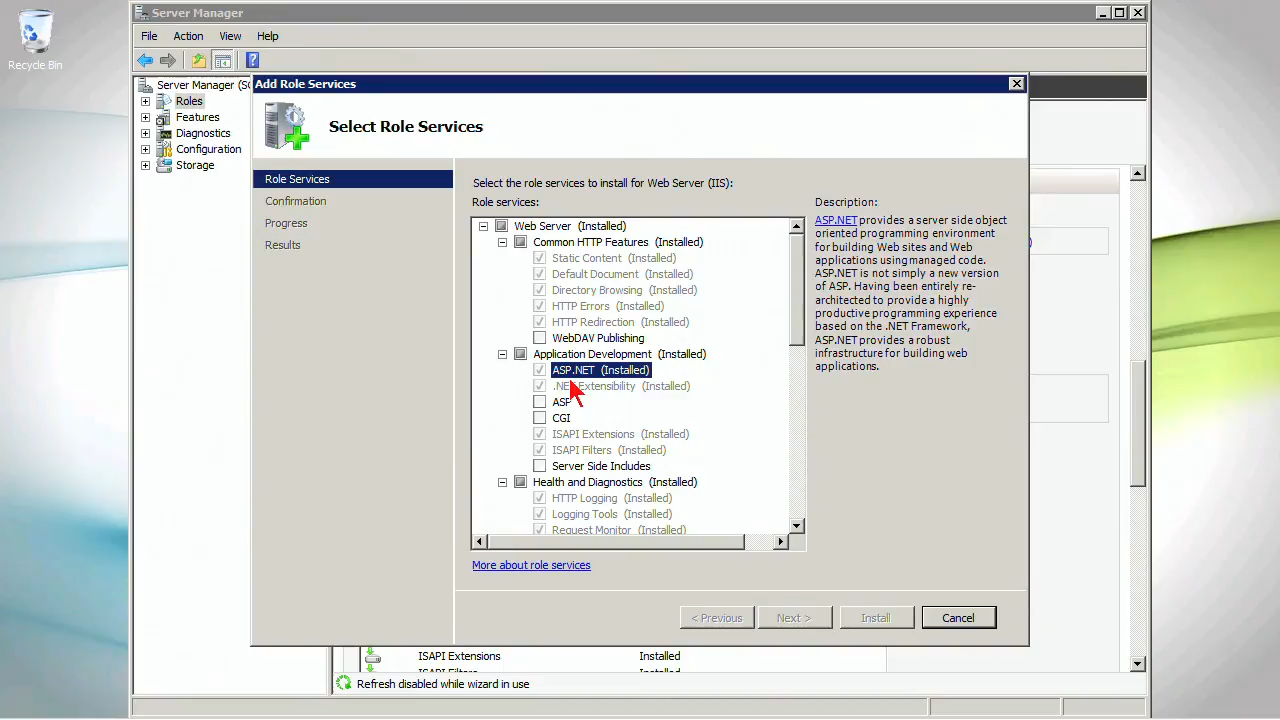 Recycle Bin
Server Manager
File Action View Help
Server Manager (SC
Roles
Features
Diagnostics
Configuration
Storage
Add Role Services
Select Role Services
Role Services
Confirmation
Progress
Results
Select the role services to install for Web Server (IIS):
Role services:
Web Server (Installed)
Common HTTP Features (Installed)
Static Content (Installed)
Default Document (Installed)
Directory Browsing (Installed)
HTTP Errors (Installed)
HTTP Redirection (Installed)
WebDAV Publishing
Application Development (Installed)
ASP.NET (Installed)
Extensibility (Installed)
ASP
CGI
ISAPI Extensions (Installed)
ISAPI Filters (Installed)
Server Side Includes
Health and Diagnostics (Installed)
HTTP Logging (Installed)
Logging Tools (Installed)
Request Monitor (Installed)
More about role services
Description:
ASP.NET provides a server side object
oriented programming environment
for building Web sites and Web
applications using managed code.
ASP.NET is not simply a new version
of ASP. Having been entirely re-
architected to provide a highly
productive programming experience
based on the .NET Framework,
ASP.NET provides a robust
infrastructure for building web
applications.
< Previous
Next >
Install
Cancel
ISAPI Extensions Installed
Refresh disabled while wizard in use